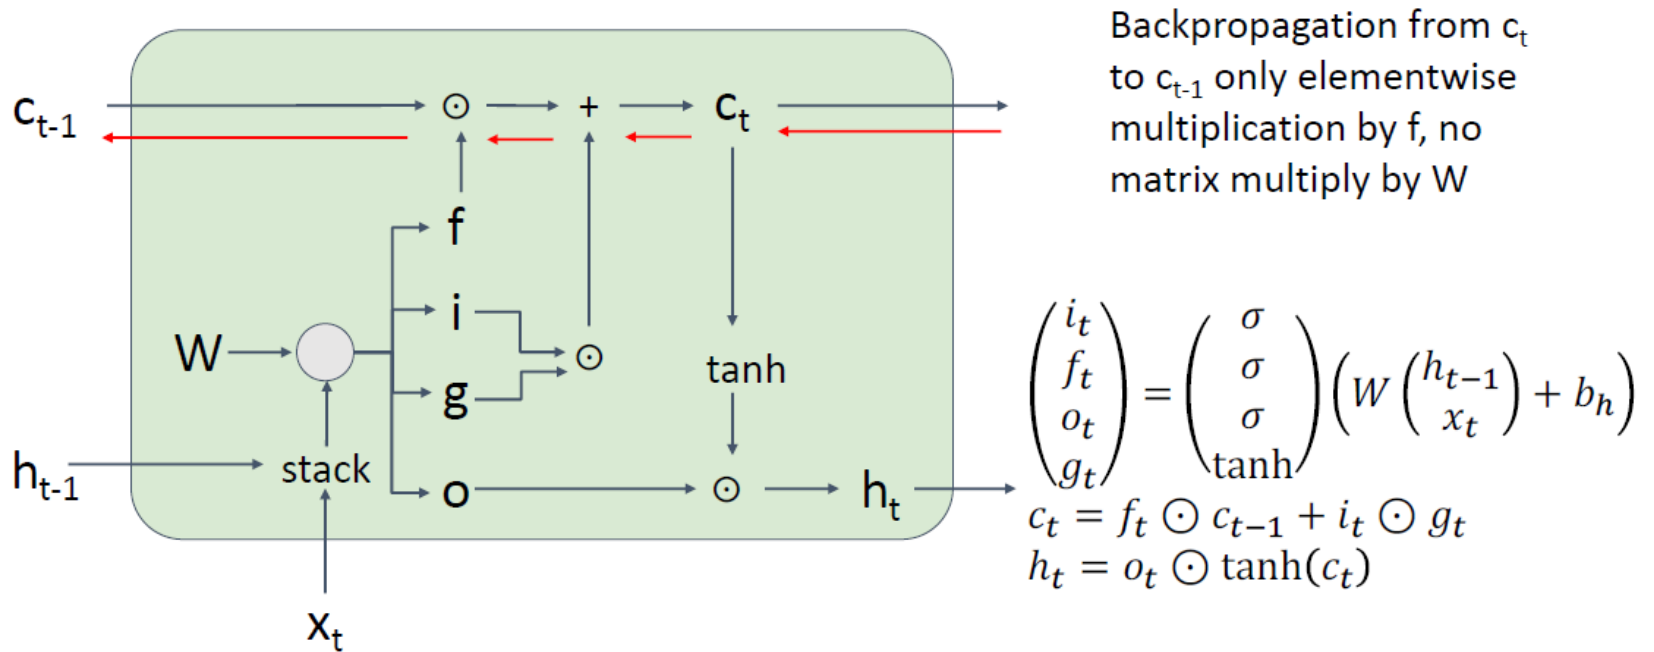 Backpropagation from cₜ
to cₜ₋₁ only elementwise
multiplication by f, no
matrix multiply by W
cₜ₋₁ ⊙ + cₜ
f
i
W ⊙
tanh
g
hₜ₋₁ stack
o ⊙ hₜ
xₜ
(iₜ fₜ oₜ gₜ) = (σ σ σ tanh) (W (hₜ₋₁ xₜ) + bₕ)
cₜ = fₜ ⊙ cₜ₋₁ + iₜ ⊙ gₜ
hₜ = oₜ ⊙ tanh(cₜ)